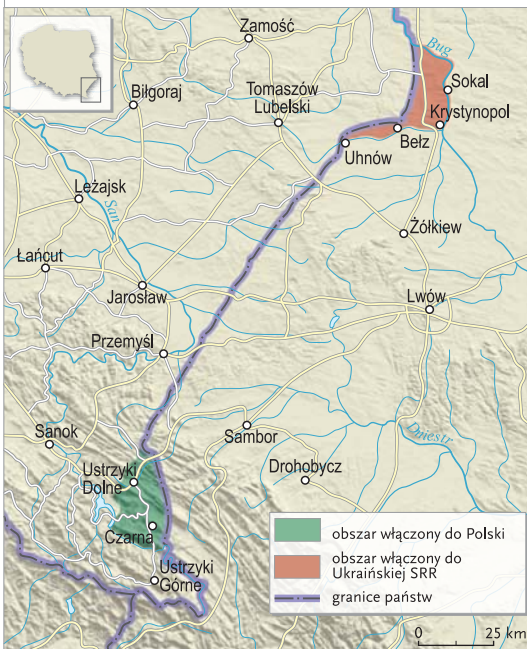 Zamość
Bug
Sokal
Biłgoraj
Tomaszów
Lubelski
Krystynopol
Bełz
Uhnów
Leżajsk
San
Żółkiew
Łańcut
Jarosław
Lwów
Przemyśl
Sanok
Sambor
Dniestr
Ustrzyki
Dolne
Drohobycz
Czarna
Ustrzyki
Górne
obszar włączony do Polski
obszar włączony do
Ukraińskiej SRR
granice państw
0 25 km